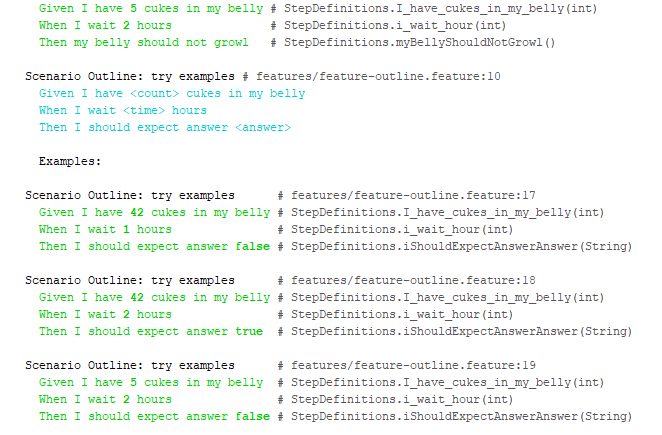 Given I have 5 cukes in my belly # StepDefinitions.I_have_cukes_in_my_belly(int)
When I wait 2 hours # StepDefinitions.i_wait_hour(int)
Then my belly should not growl # StepDefinitions.myBellyShouldNotGrowl()
Scenario Outline: try examples # features/feature-outline.feature:10
Given I have <count> cukes in my belly
When I wait <time> hours
Then I should expect answer <answer>
Examples:
Scenario Outline: try examples # features/feature-outline.feature:17
Given I have 42 cukes in my belly # StepDefinitions.I_have_cukes_in_my_belly(int)
When I wait 1 hours # StepDefinitions.i_wait_hour(int)
Then I should expect answer false # StepDefinitions.iShouldExpectAnswerAnswer(String)
Scenario Outline: try examples # features/feature-outline.feature:18
Given I have 42 cukes in my belly # StepDefinitions.I_have_cukes_in_my_belly(int)
When I wait 2 hours # StepDefinitions.i_wait_hour(int)
Then I should expect answer true # StepDefinitions.iShouldExpectAnswerAnswer(String)
Scenario Outline: try examples # features/feature-outline.feature:19
Given I have 5 cukes in my belly # StepDefinitions.I_have_cukes_in_my_belly(int)
When I wait 2 hours # StepDefinitions.i_wait_hour(int)
Then I should expect answer false # StepDefinitions.iShouldExpectAnswerAnswer(String)